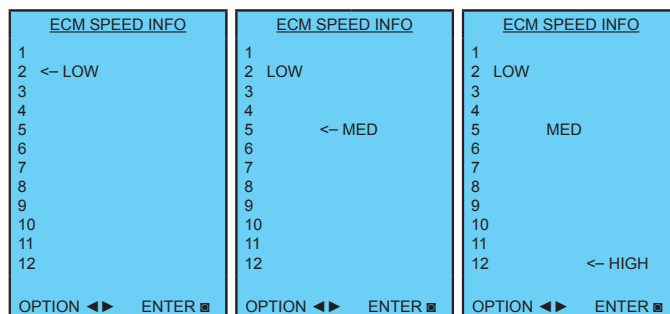 ECM SPEED INFO
1
2 <– LOW
3
4
5
6
7
8
9
10
11
12
OPTION ◄► ENTER ◙
ECM SPEED INFO
1
2 LOW
3
4
5 <– MED
6
7
8
9
10
11
12
OPTION ◄► ENTER ◙
ECM SPEED INFO
1
2 LOW
3
4
5 MED
6
7
8
9
10
11
12 <– HIGH
OPTION ◄► ENTER ◙